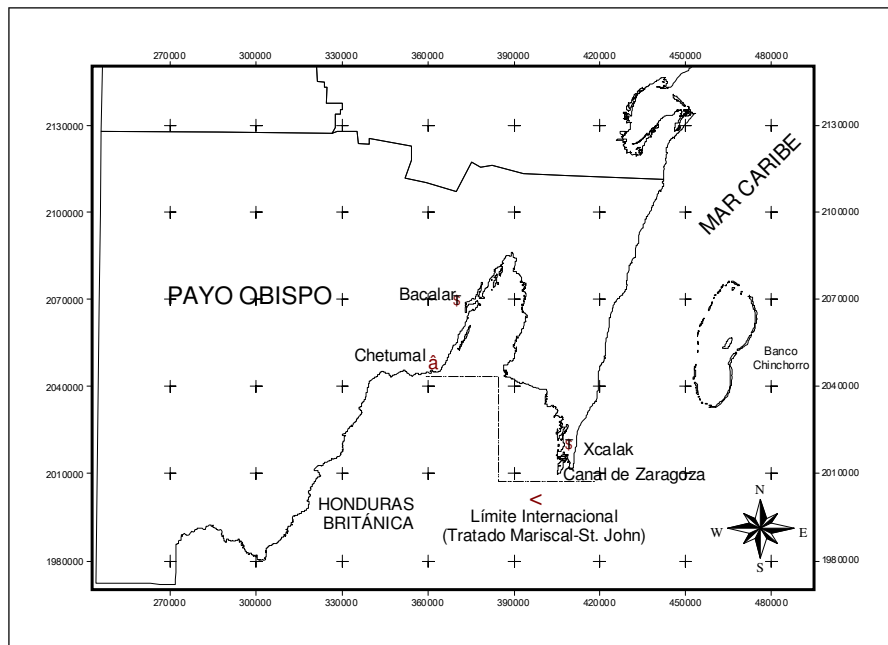 270000 300000 330000 360000 390000 420000 450000 480000
2130000 2130000
MAR CARIBE
2100000 2100000
PAYO OBISPO
Bacalar
2070000 2070000
Chetumal
Banco
Chinchorro
2040000 2040000
Xcalak
2010000 2010000
Canal de Zaragoza
HONDURAS
BRITÁNICA
Límite Internacional
(Tratado Mariscal-St. John)
N
W E
S
1980000 1980000
270000 300000 330000 360000 390000 420000 450000 480000